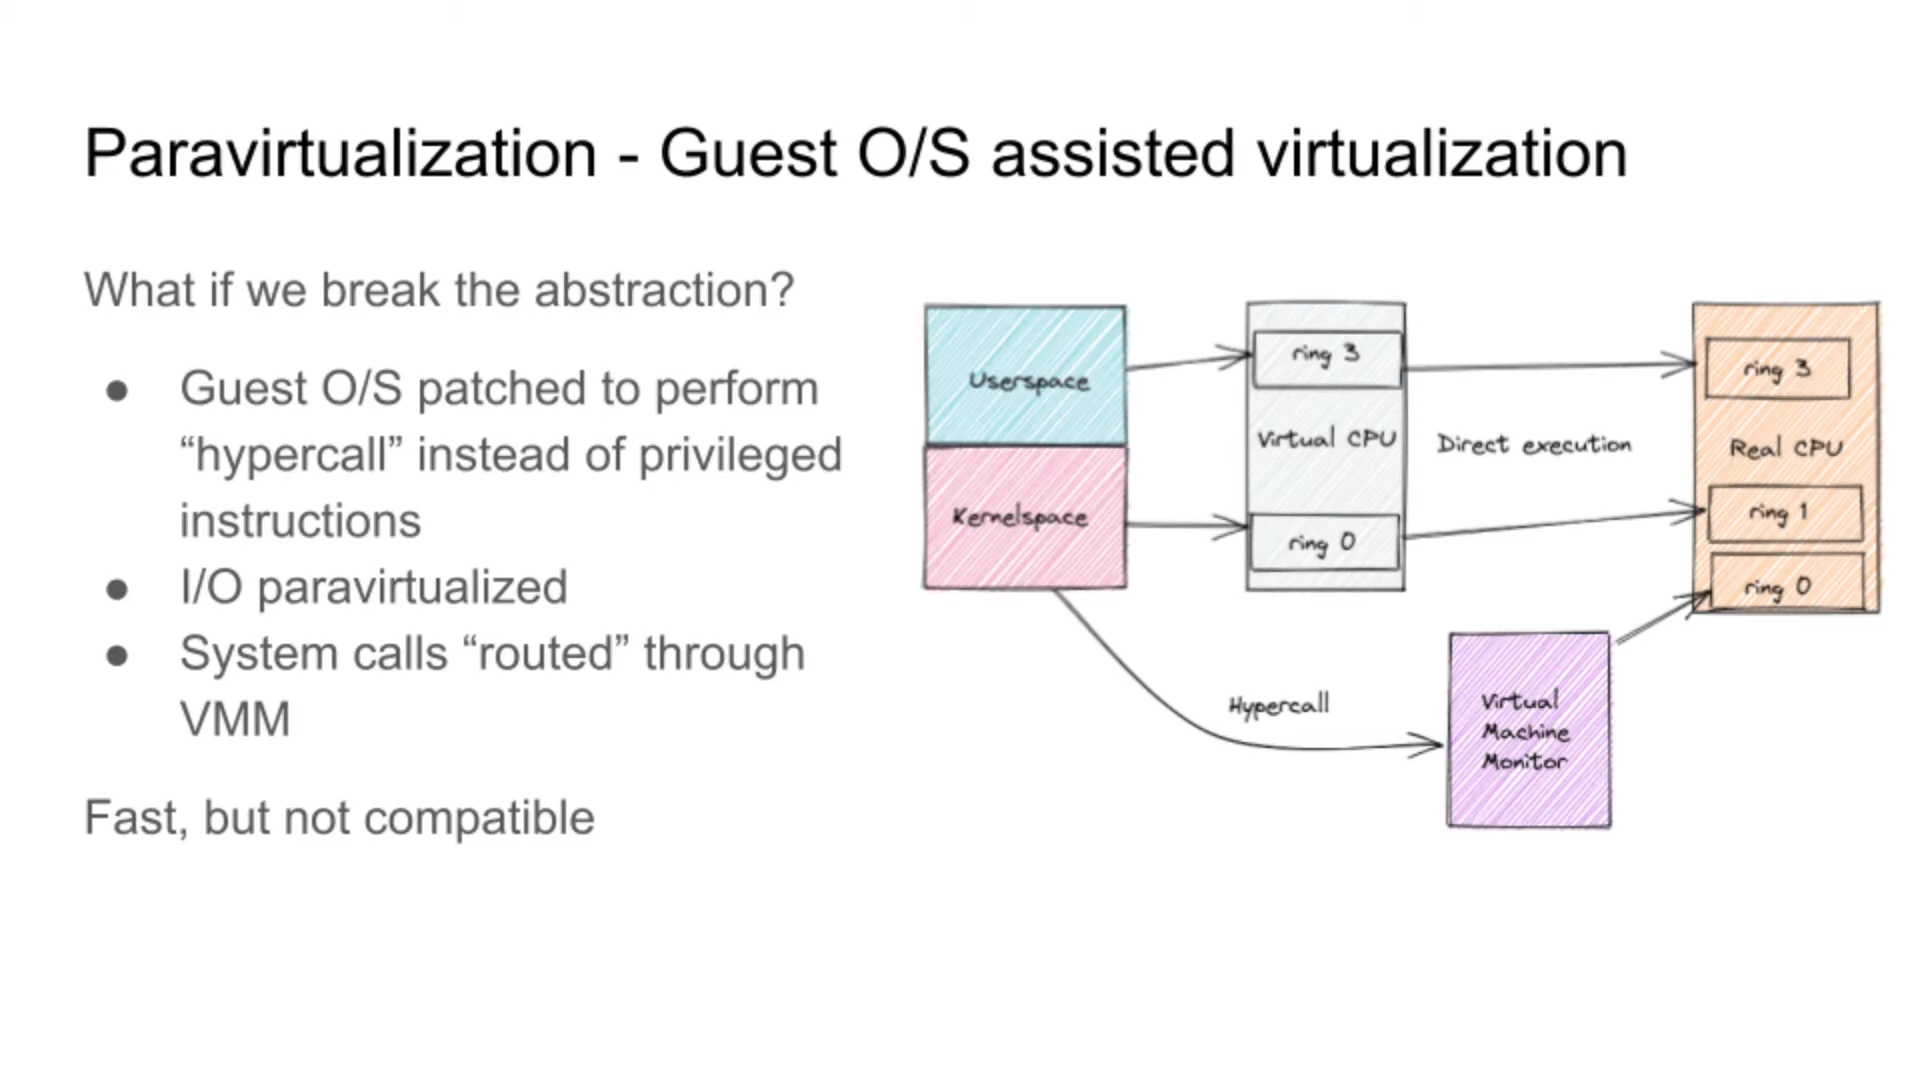 Paravirtualization - Guest O/S assisted virtualization
What if we break the abstraction?
● Guest O/S patched to perform
“hypercall” instead of privileged
instructions
● I/O paravirtualized
● System calls “routed” through
VMM
Fast, but not compatible
Userspace
Kernelspace
ring 3
Virtual CPU
ring 0
Direct execution
ring 3
Real CPU
ring 1
ring 0
Hypercall
Virtual
Machine
Monitor